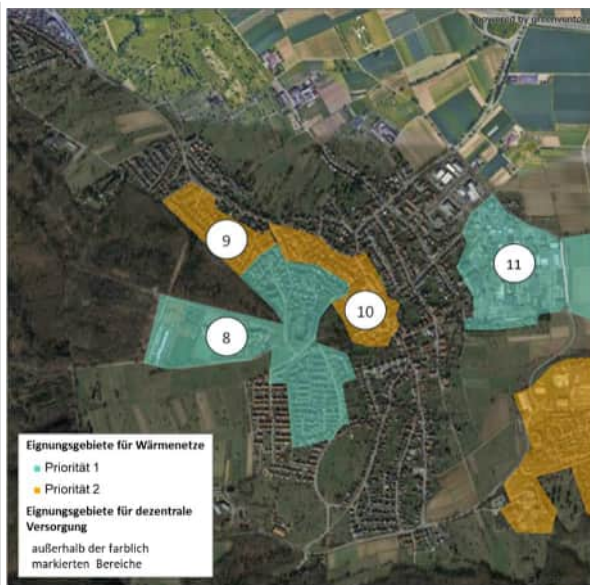 powered by greenventory
9
10
11
8
Eignungsgebiete für Wärmenetze
Priorität 1
Priorität 2
Eignungsgebiete für dezentrale
Versorgung
außerhalb der farblich
markierten Bereiche